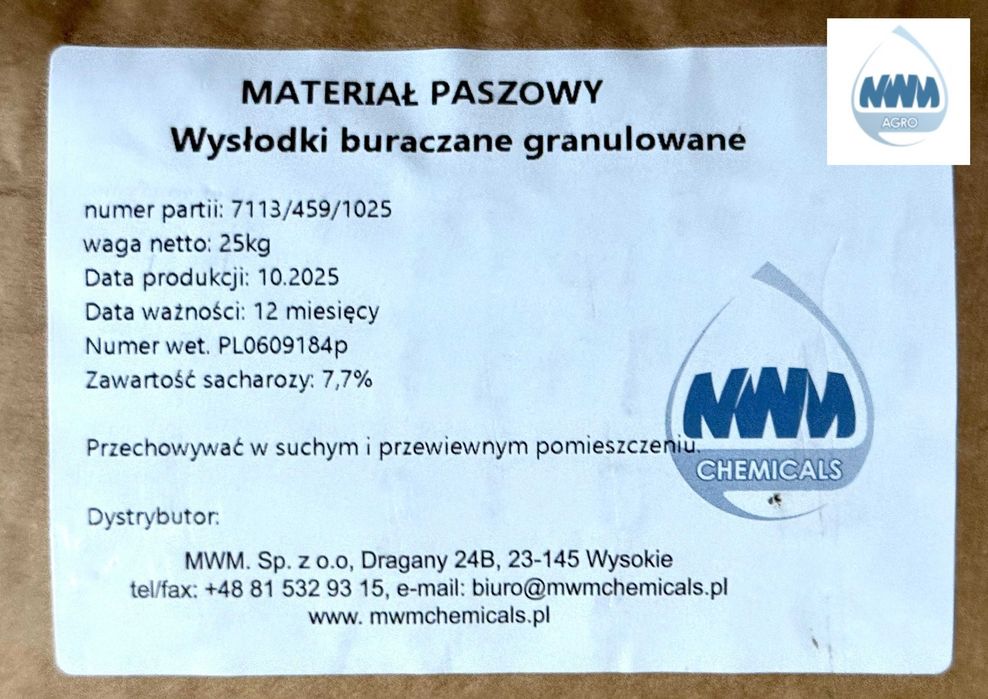 MATERIAŁ PASZOWY
Wysłodki buraczane granulowane
MWM
AGRO
numer partii: 7113/459/1025
waga netto: 25kg
Data produkcji: 10.2025
Data ważności: 12 miesięcy
Numer wet. PL0609184p
Zawartość sacharozy: 7,7%
MWM
CHEMICALS
Przechowywać w suchym i przewiewnym pomieszczeniu.
Dystrybutor:
MWM. Sp. z o.o, Dragany 24B, 23-145 Wysokie
tel/fax: +48 81 532 93 15, e-mail: biuro@mwmchemicals.pl
www. mwmchemicals.pl